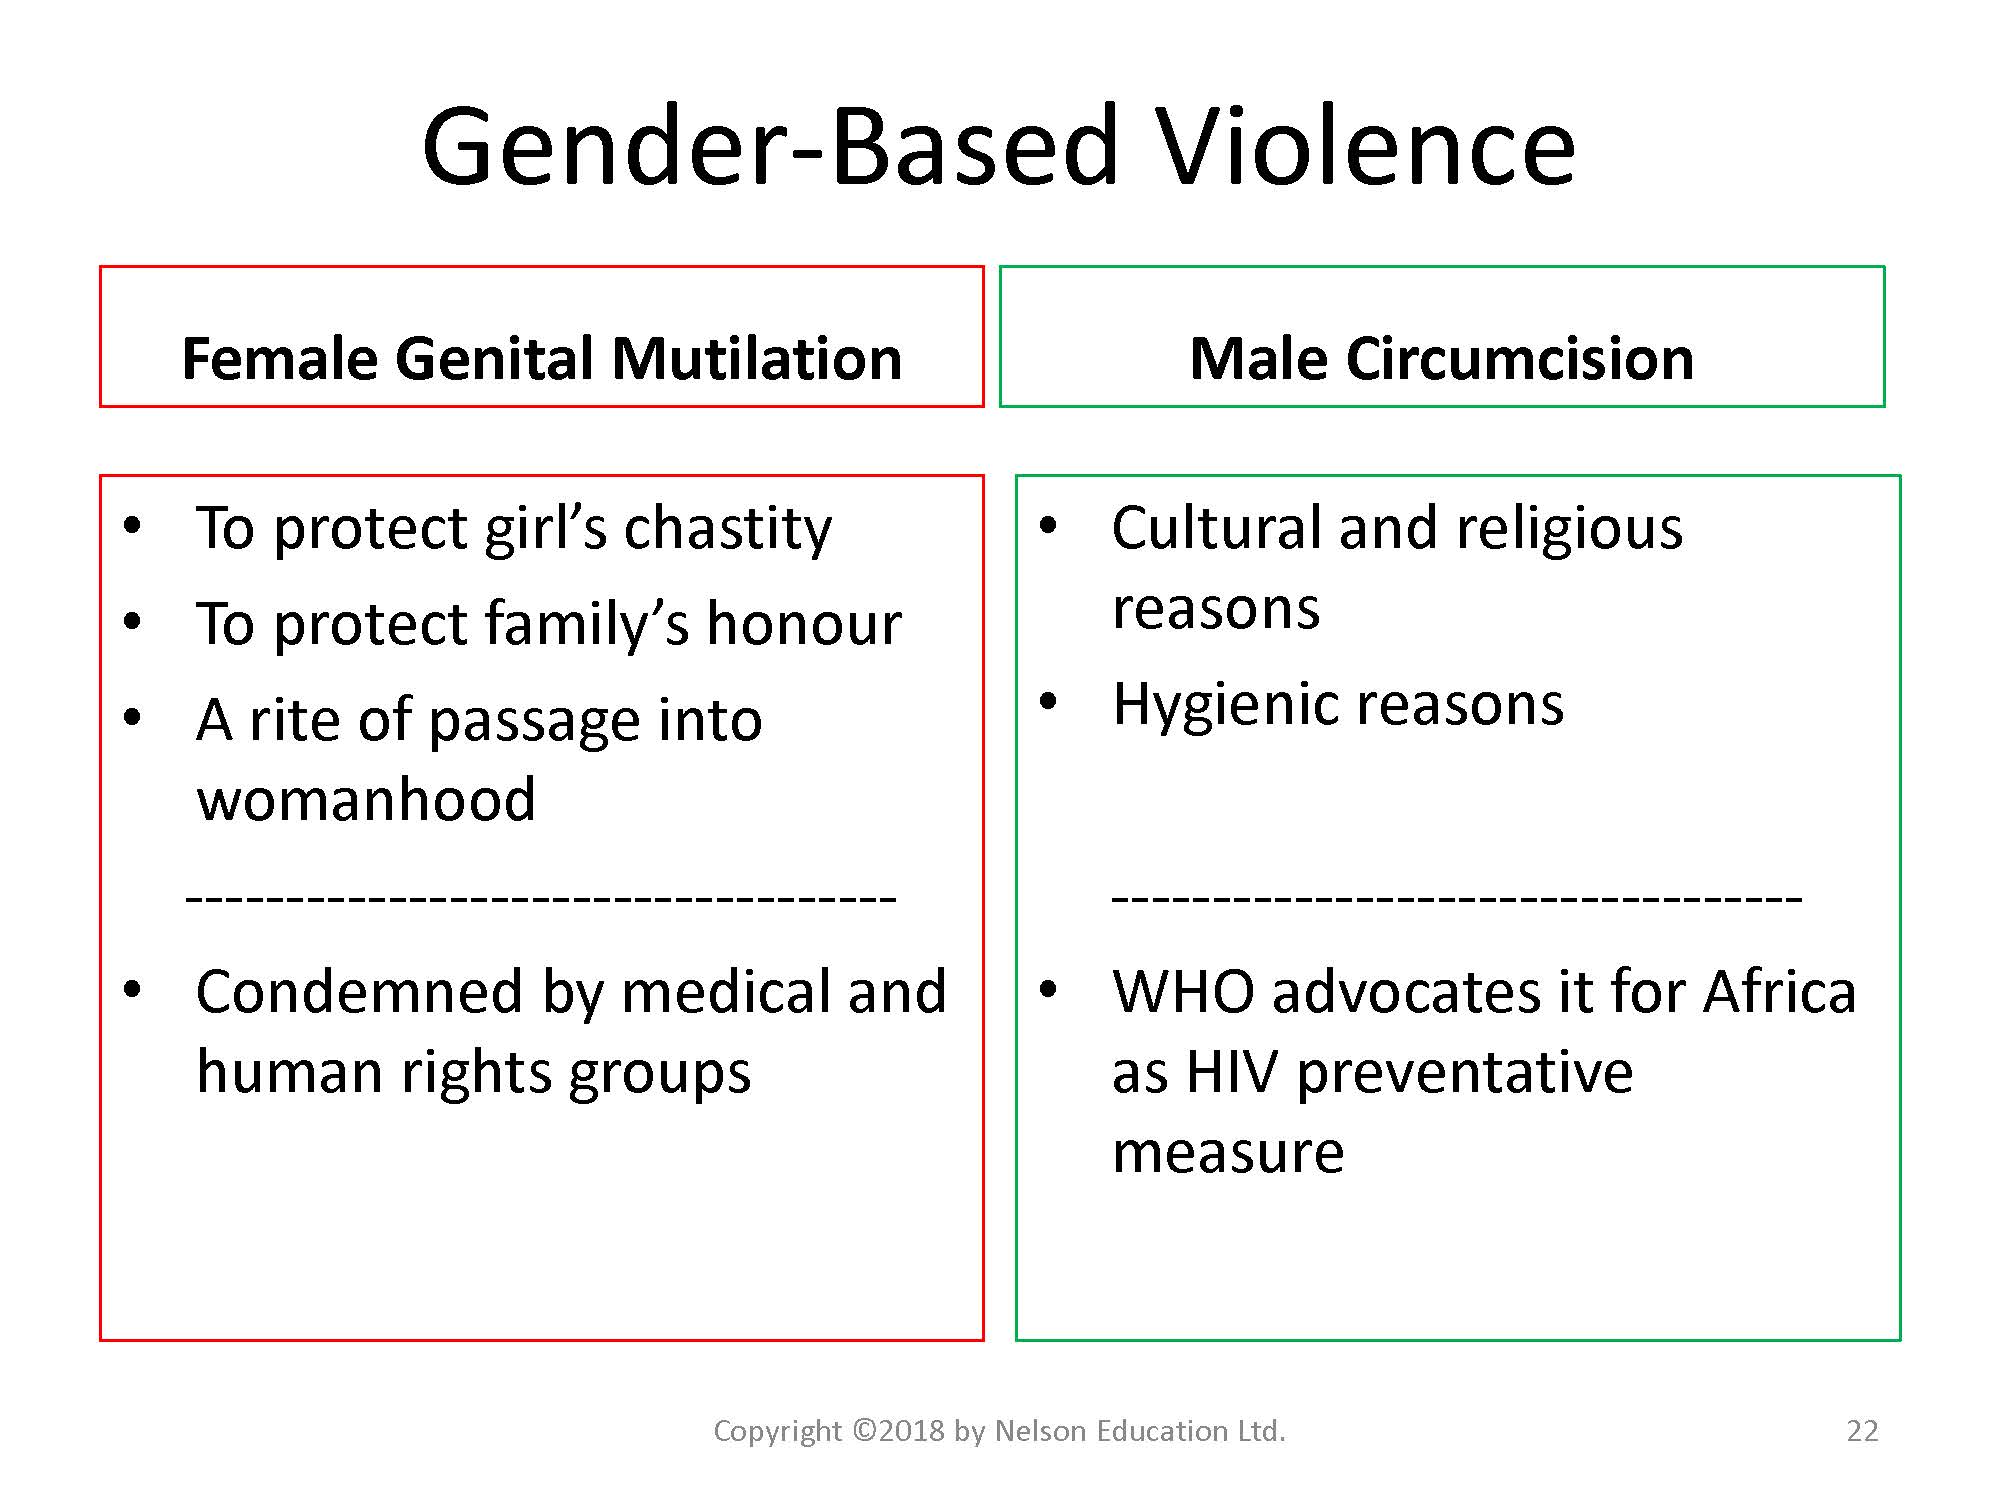 Gender-Based Violence
Female Genital Mutilation
• To protect girl’s chastity
• To protect family’s honour
• A rite of passage into
womanhood
-----------------------------------
• Condemned by medical and
human rights groups
Male Circumcision
• Cultural and religious
reasons
• Hygienic reasons
----------------------------------
• WHO advocates it for Africa
as HIV preventative
measure
Copyright ©2018 by Nelson Education Ltd.
22